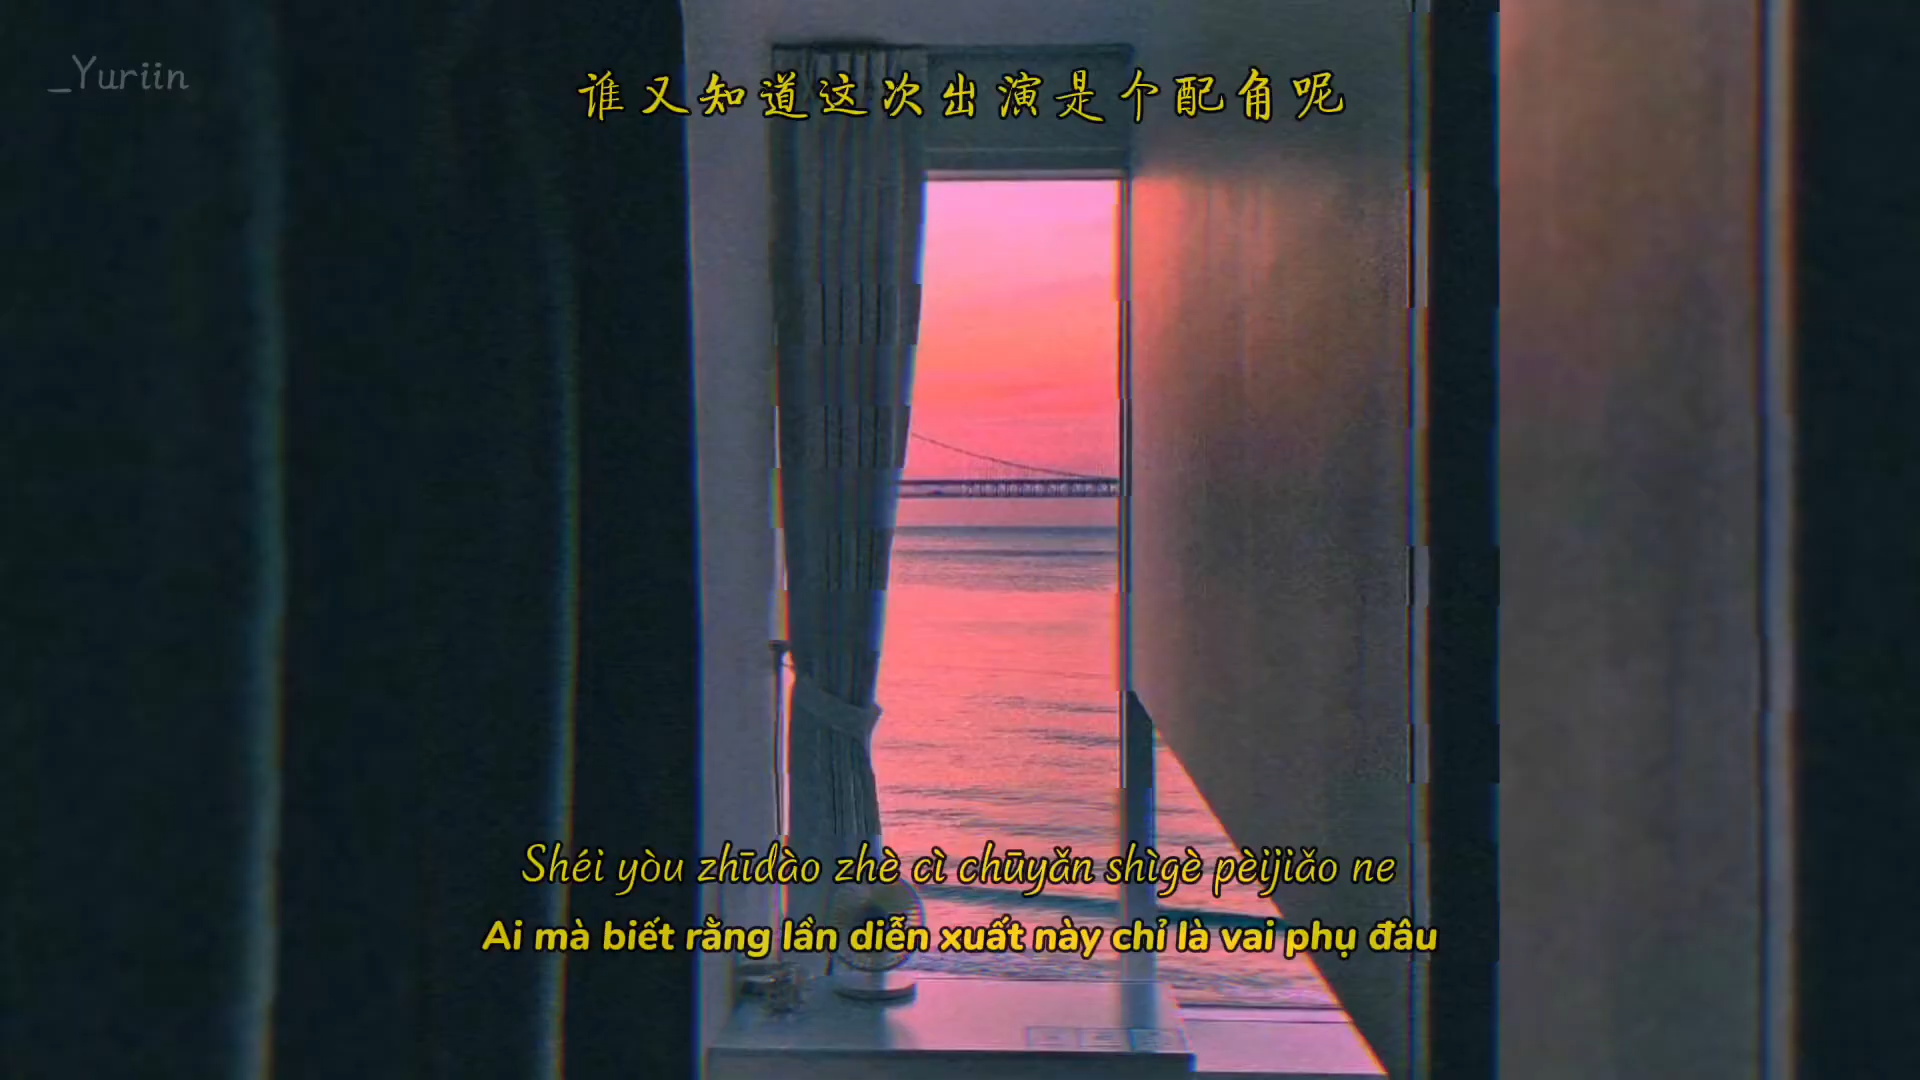 _Yuriin
谁又知道这次出演是个配角呢
Shéi yòu zhīdào zhè cì chūyǎn shìgè pèijiǎo ne
Ai mà biết rằng lần diễn xuất này chỉ là vai phụ đâu